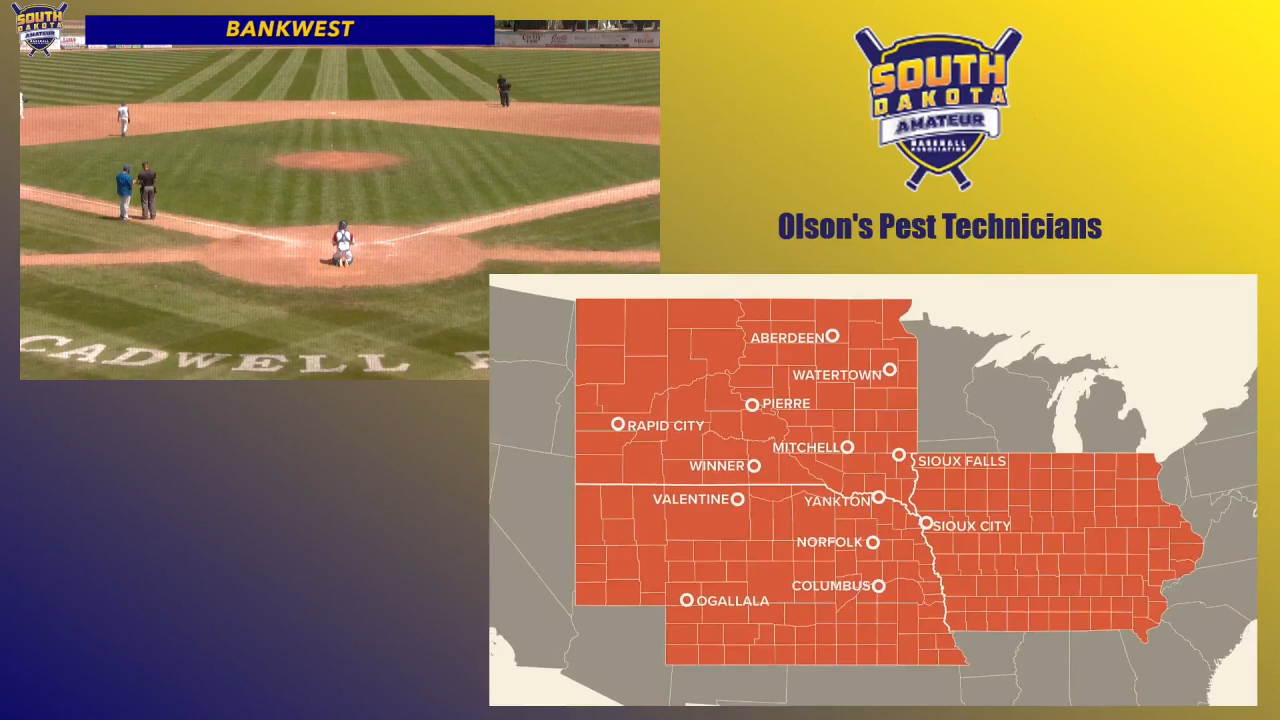 SOUTH
DAKOTA
AMATEUR
BANKWEST
CADWELL
SOUTH
DAKOTA
AMATEUR
BASEBALL
ASSOCIATION
Olson's Pest Technicians
ABERDEEN
WATERTOWN
PIERRE
RAPID CITY
MITCHELL
SIOUX FALLS
WINNER
VALENTINE
YANKTON
SIOUX CITY
NORFOLK
COLUMBUS
OGALLALA